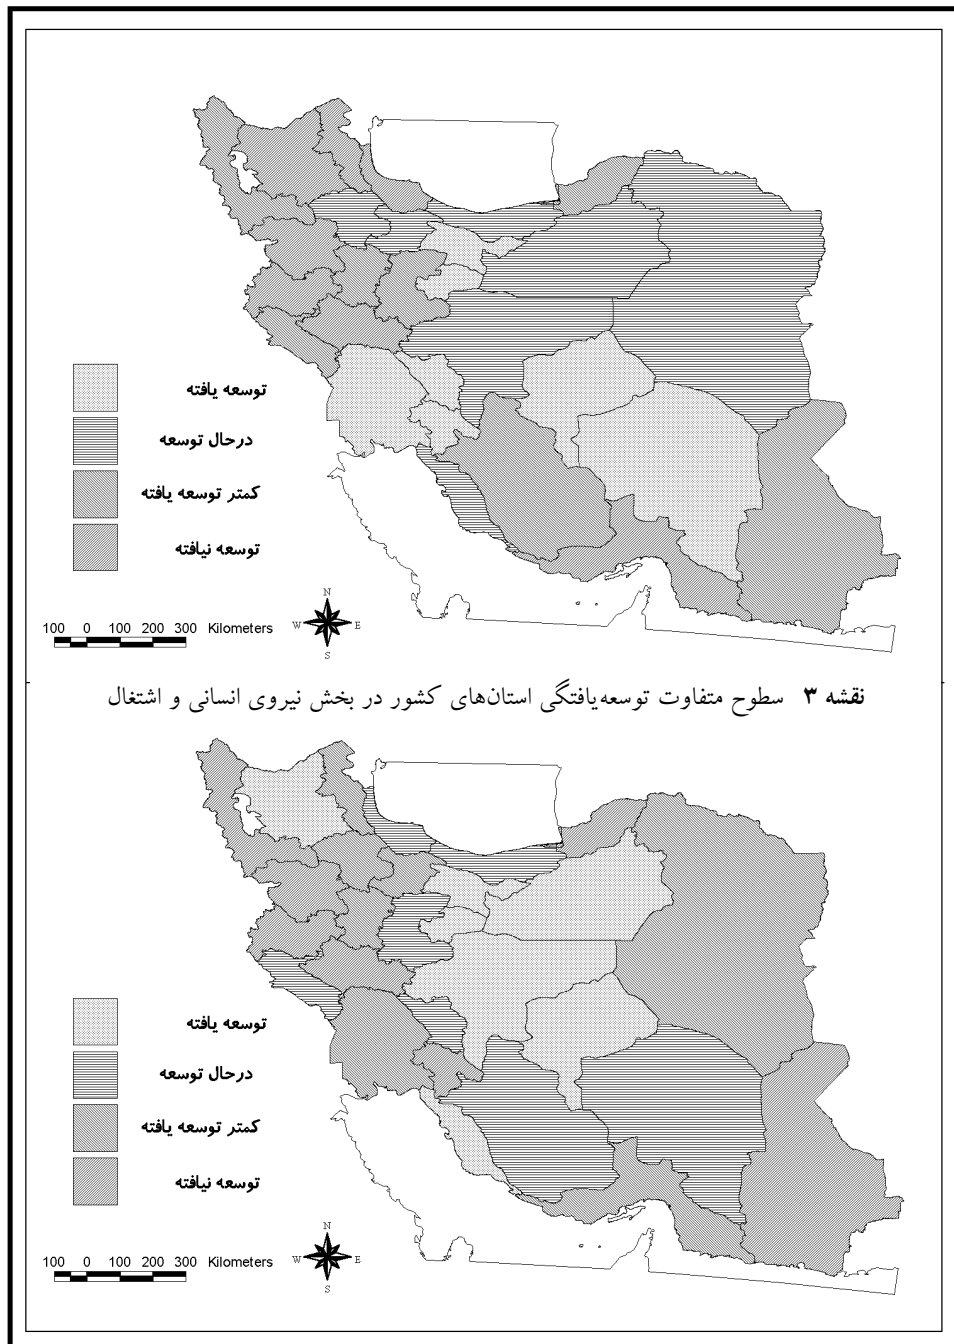 توسعه یافته
درحال توسعه
کمتر توسعه یافته
توسعه نیافته
N
W E
S
100 0 100 200 300 Kilometers
نقشه ۳ سطوح متفاوت توسعه‌یافتگی استان‌های کشور در بخش نیروی انسانی و اشتغال
توسعه یافته
درحال توسعه
کمتر توسعه یافته
توسعه نیافته
N
W E
S
100 0 100 200 300 Kilometers